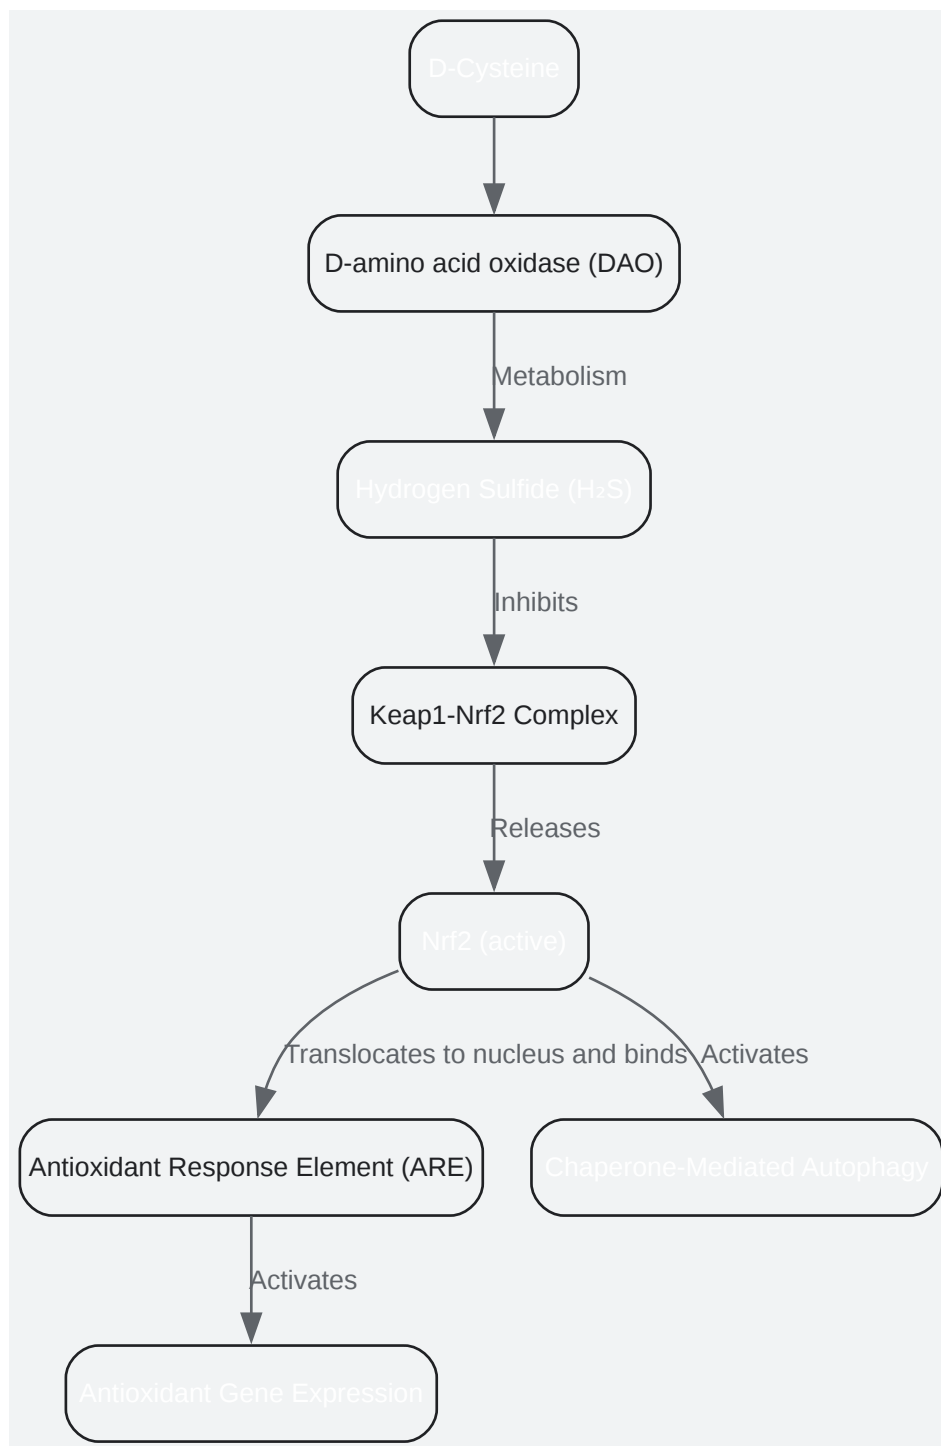 D-Cysteine
D-amino acid oxidase (DAO)
Metabolism
Hydrogen Sulfide (H₂S)
Inhibits
Keap1-Nrf2 Complex
Releases
Nrf2 (active)
Translocates to nucleus and binds
Activates
Antioxidant Response Element (ARE)
Chaperone-Mediated Autophagy
Activates
Antioxidant Gene Expression